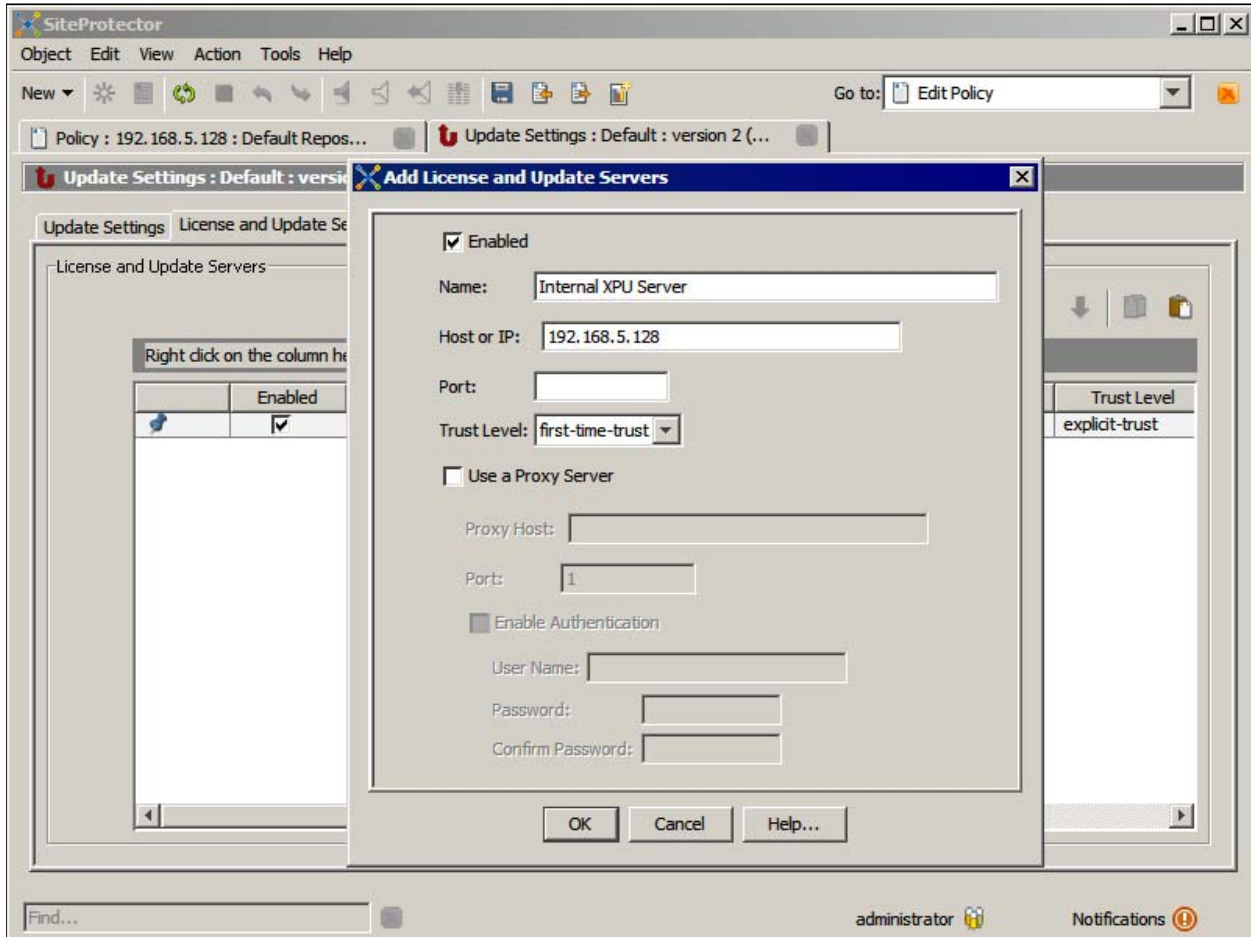 SiteProtector
Object Edit View Action Tools Help
New Go to: Edit Policy
Policy : 192.168.5.128 : Default Repos... Update Settings : Default : version 2 (...
Update Settings : Default : versi
Add License and Update Servers
Update Settings License and Update Se
License and Update Servers
Right click on the column he
Enabled Trust Level
explicit-trust
Enabled
Name: Internal XPU Server
Host or IP: 192.168.5.128
Port:
Trust Level: first-time-trust
Use a Proxy Server
Proxy Host:
Port: 1
Enable Authentication
User Name:
Password:
Confirm Password:
OK Cancel Help...
Find... administrator Notifications